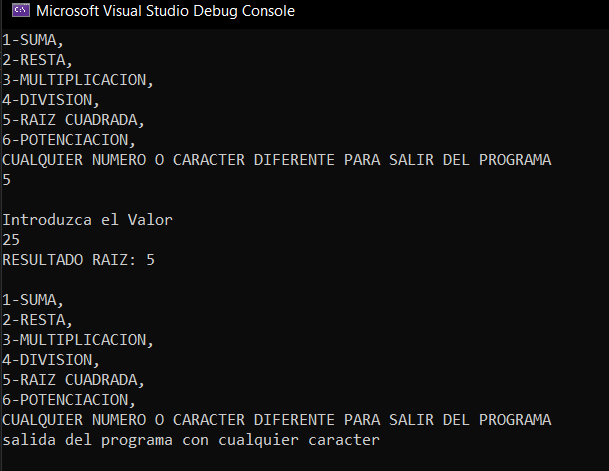 Microsoft Visual Studio Debug Console
1-SUMA,
2-RESTA,
3-MULTIPLICACION,
4-DIVISION,
5-RAIZ CUADRADA,
6-POTENCIACION,
CUALQUIER NUMERO O CARACTER DIFERENTE PARA SALIR DEL PROGRAMA
5
Introduzca el Valor
25
RESULTADO RAIZ: 5
1-SUMA,
2-RESTA,
3-MULTIPLICACION,
4-DIVISION,
5-RAIZ CUADRADA,
6-POTENCIACION,
CUALQUIER NUMERO O CARACTER DIFERENTE PARA SALIR DEL PROGRAMA
salida del programa con cualquier caracter